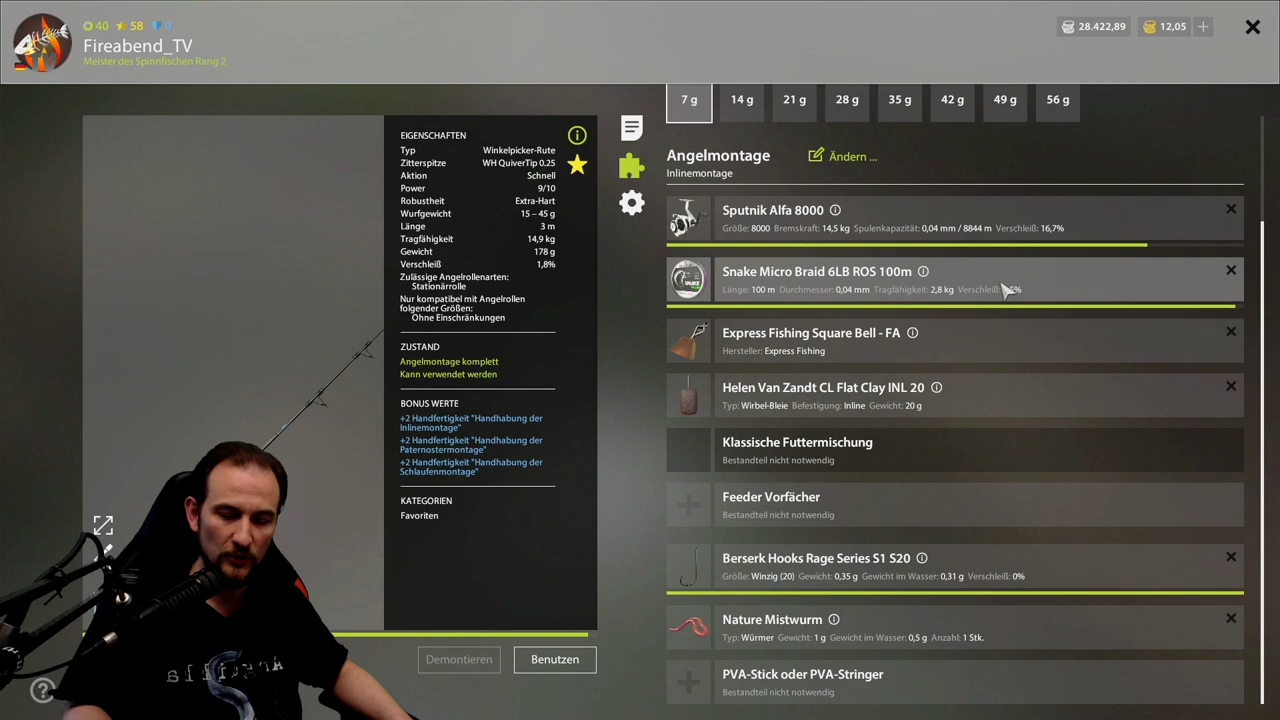 40 58 0
Fireabend_TV
Meister des Spinnfischen Rang 2
28.422,89 12,05
7 g 14 g 21 g 28 g 35 g 42 g 49 g 56 g
EIGENSCHAFTEN
Typ Winkelpicker-Rute
Zitterspitze WH QuiverTip 0.25
Aktion Schnell
Power 9/10
Robustheit Extra-Hart
Wurfgewicht 15 – 45 g
Länge 3 m
Tragfähigkeit 14,9 kg
Gewicht 178 g
Verschleiß 1,8%
Zulässige Angelrollenarten:
Stationärrolle
Nur kompatibel mit Angelrollen
folgender Größen:
Ohne Einschränkungen
ZUSTAND
Angelmontage komplett
Kann verwendet werden
BONUS WERTE
+2 Handfertigkeit "Handhabung der
Inlinemontage"
+2 Handfertigkeit "Handhabung der
Paternostermontage"
+2 Handfertigkeit "Handhabung der
Schlaufenmontage"
KATEGORIEN
Favoriten
Demontieren Benutzen
Angelmontage Ändern ...
Inlinemontage
Sputnik Alfa 8000
Größe: 8000 Bremskraft: 14,5 kg Spulenkapazität: 0,04 mm / 8844 m Verschleiß: 16,7%
Snake Micro Braid 6LB ROS 100m
Länge: 100 m Durchmesser: 0,04 mm Tragfähigkeit: 2,8 kg Verschleiß:
Express Fishing Square Bell - FA
Hersteller: Express Fishing
Helen Van Zandt CL Flat Clay INL 20
Typ: Wirbel-Bleie Befestigung: Inline Gewicht: 20 g
Klassische Futtermischung
Bestandteil nicht notwendig
Feeder Vorfächer
Bestandteil nicht notwendig
Berserk Hooks Rage Series S1 S20
Größe: Winzig (20) Gewicht: 0,35 g Gewicht im Wasser: 0,31 g Verschleiß: 0%
Nature Mistwurm
Typ: Würmer Gewicht: 1 g Gewicht im Wasser: 0,5 g Anzahl: 1 Stk.
PVA-Stick oder PVA-Stringer
Bestandteil nicht notwendig